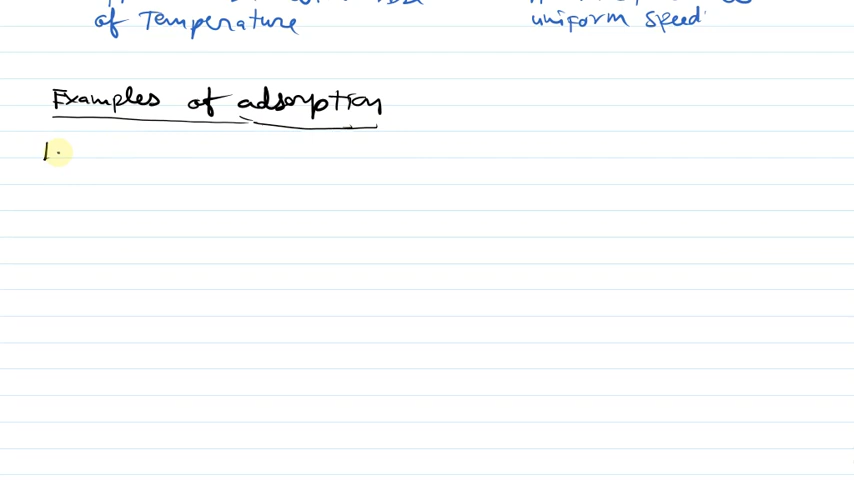 of Temperature
uniform speed
Examples of adsorption
1.